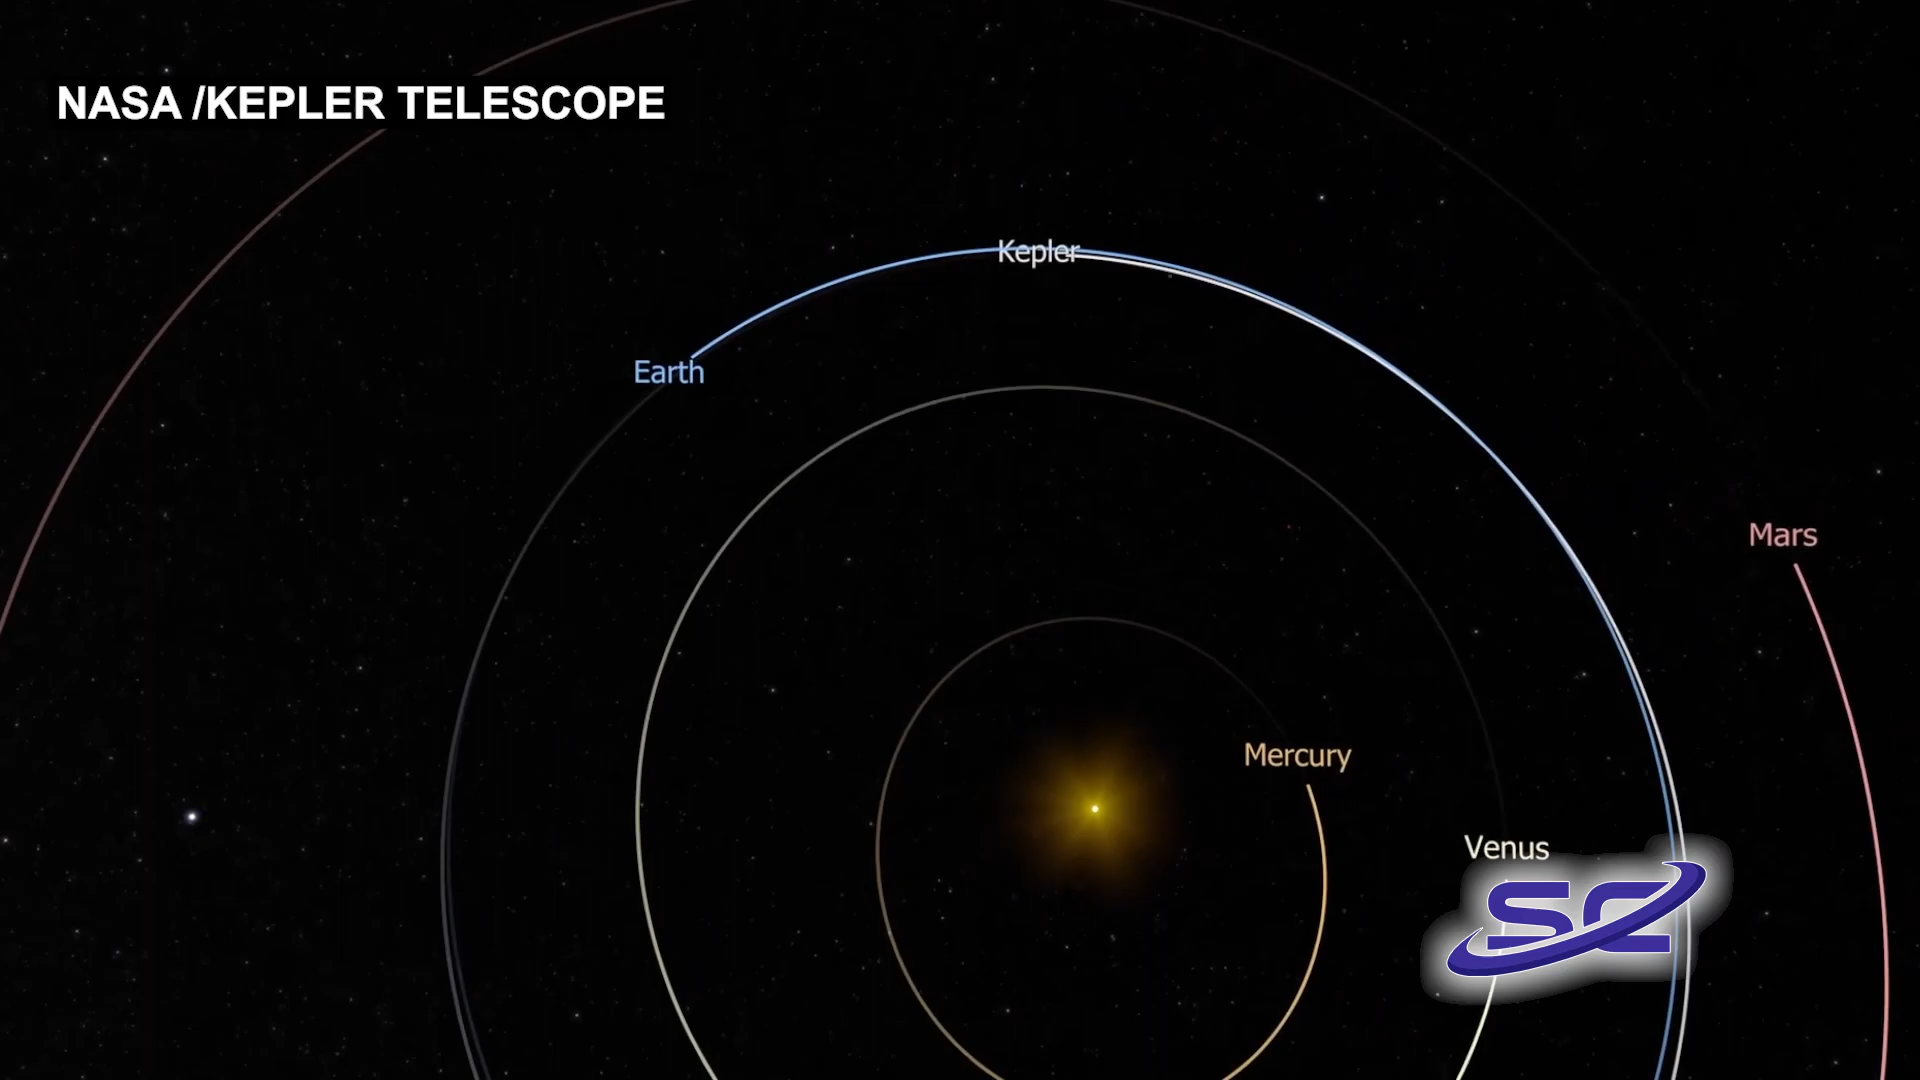 NASA /KEPLER TELESCOPE
Kepler
Earth
Mars
Mercury
Venus
SC